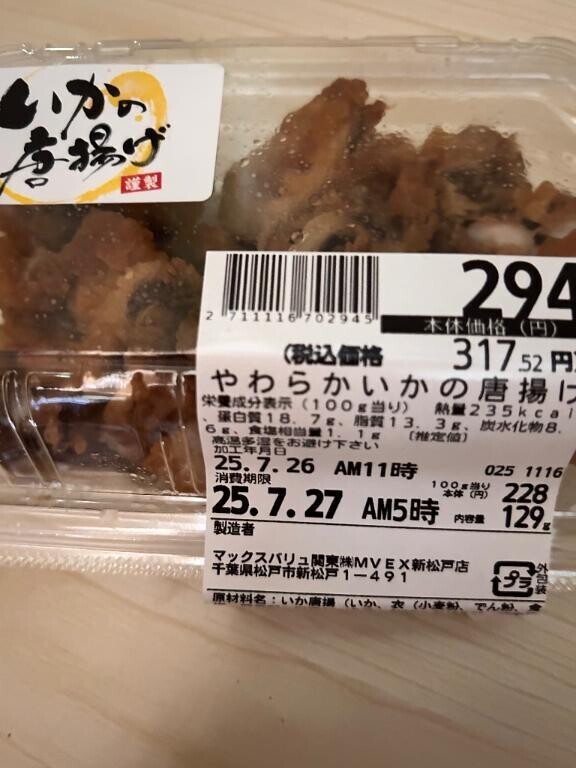 いかの
唐揚げ
謹製
2 711116 702945
294
本体価格(円)
(税込価格
317.52 円
やわらかいかの唐揚げ
栄養成分表示(100g当り) 熱量235kcal
、蛋白質18.7g、脂質13.3g、炭水化物8.
6g、食塩相当量1.1g (推定値)
高温多湿をお避け下さい
加工年月日
25.7.26 AM11時
025 1116
消費期限
25.7.27 AM5時
100g当り
本体(円) 228
内容量 129g
製造者
マックスバリュ関東㈱MVEX新松戸店
千葉県松戸市新松戸1-491
プラ
外包装
原材料名:いか唐揚(いか、衣(小麦粉、でん粉、食